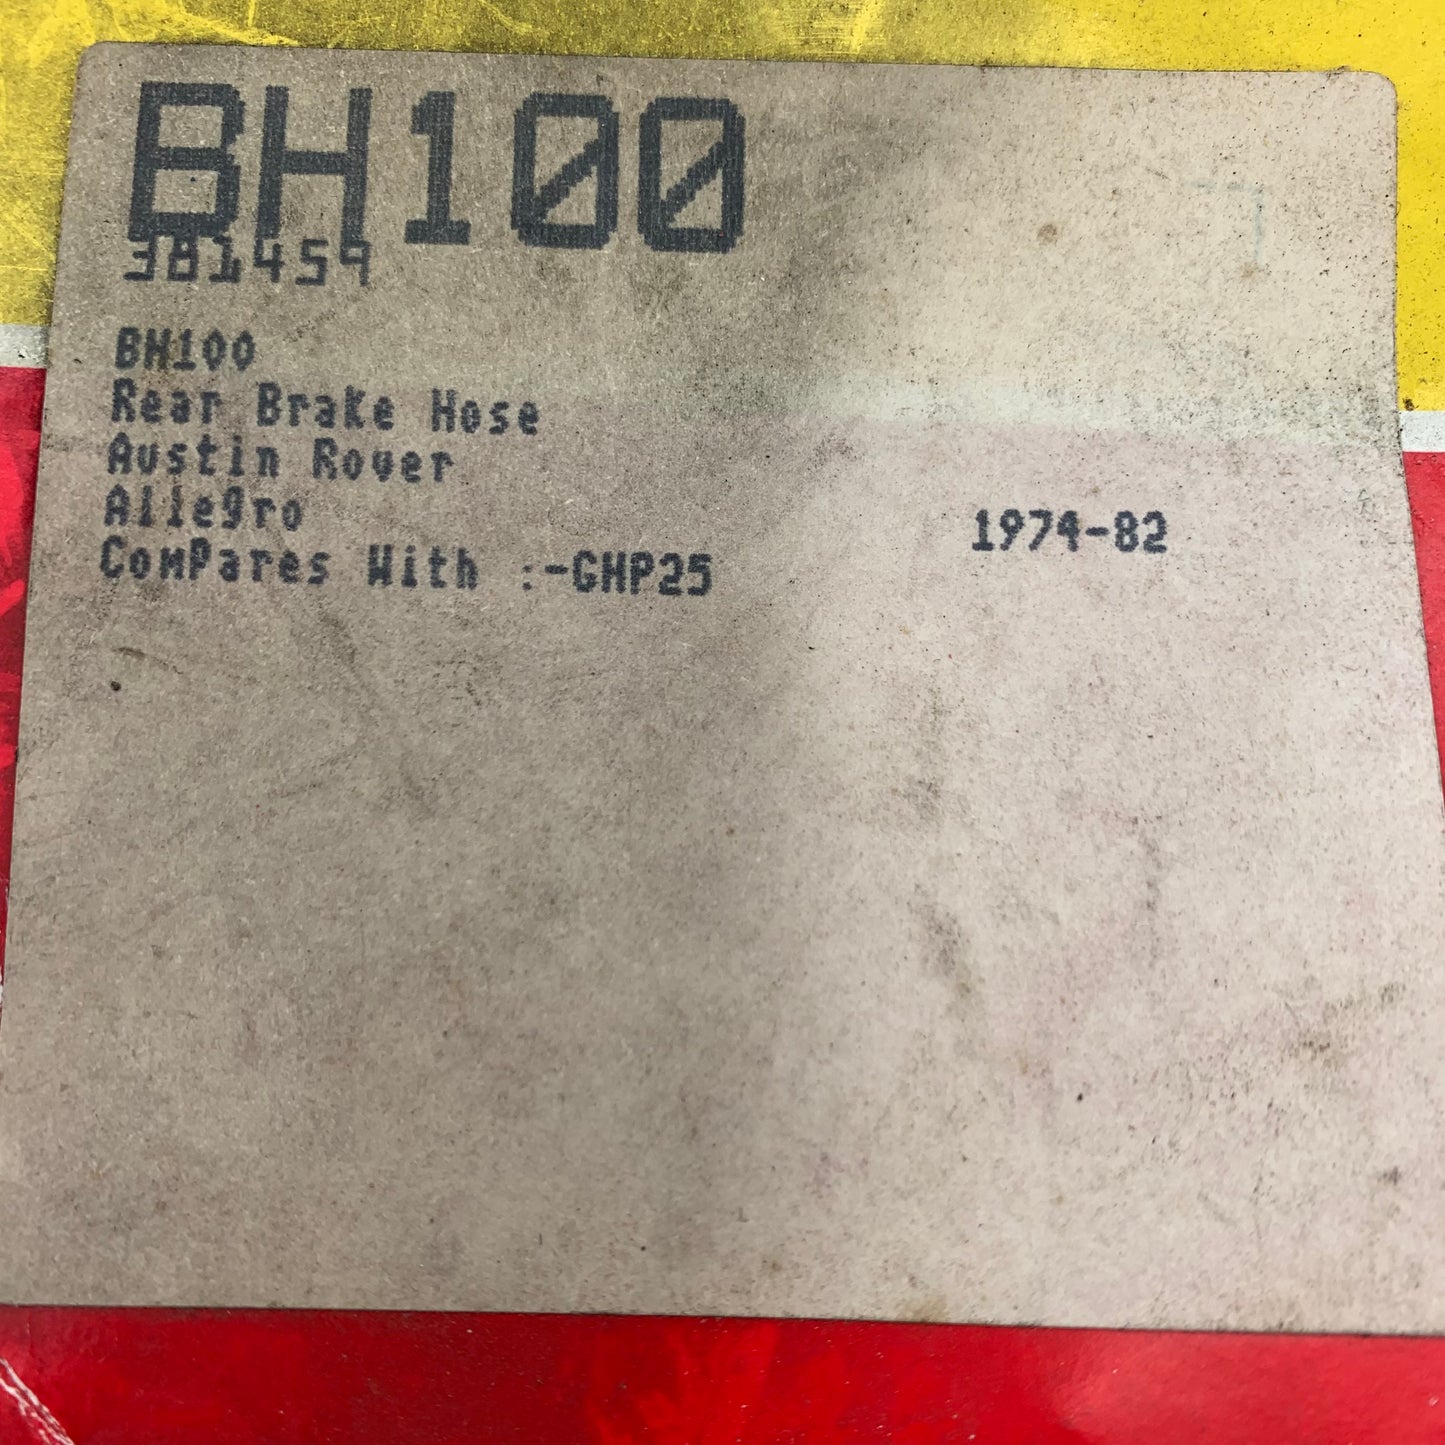 BH100
381459
BH100
Rear Brake Hose
Austin Rover
Allegro 1974-82
ComPares With :-GHP25